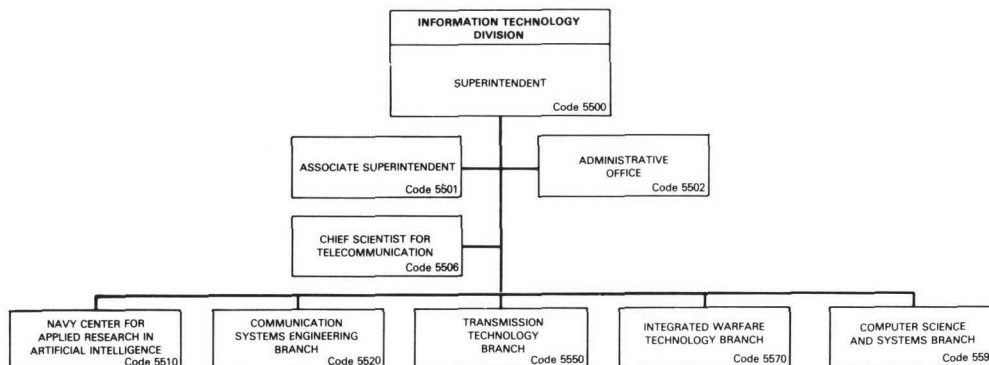 INFORMATION TECHNOLOGY
DIVISION
SUPERINTENDENT
Code 5500
ASSOCIATE SUPERINTENDENT
Code 5501
ADMINISTRATIVE
OFFICE
Code 5502
CHIEF SCIENTIST FOR
TELECOMMUNICATION
Code 5506
NAVY CENTER FOR
APPLIED RESEARCH IN
ARTIFICIAL INTELLIGENCE
Code 5510
COMMUNICATION
SYSTEMS ENGINEERING
BRANCH
Code 5520
TRANSMISSION
TECHNOLOGY
BRANCH
Code 5550
INTEGRATED WARFARE
TECHNOLOGY BRANCH
Code 5570
COMPUTER SCIENCE
AND SYSTEMS BRANCH
Code